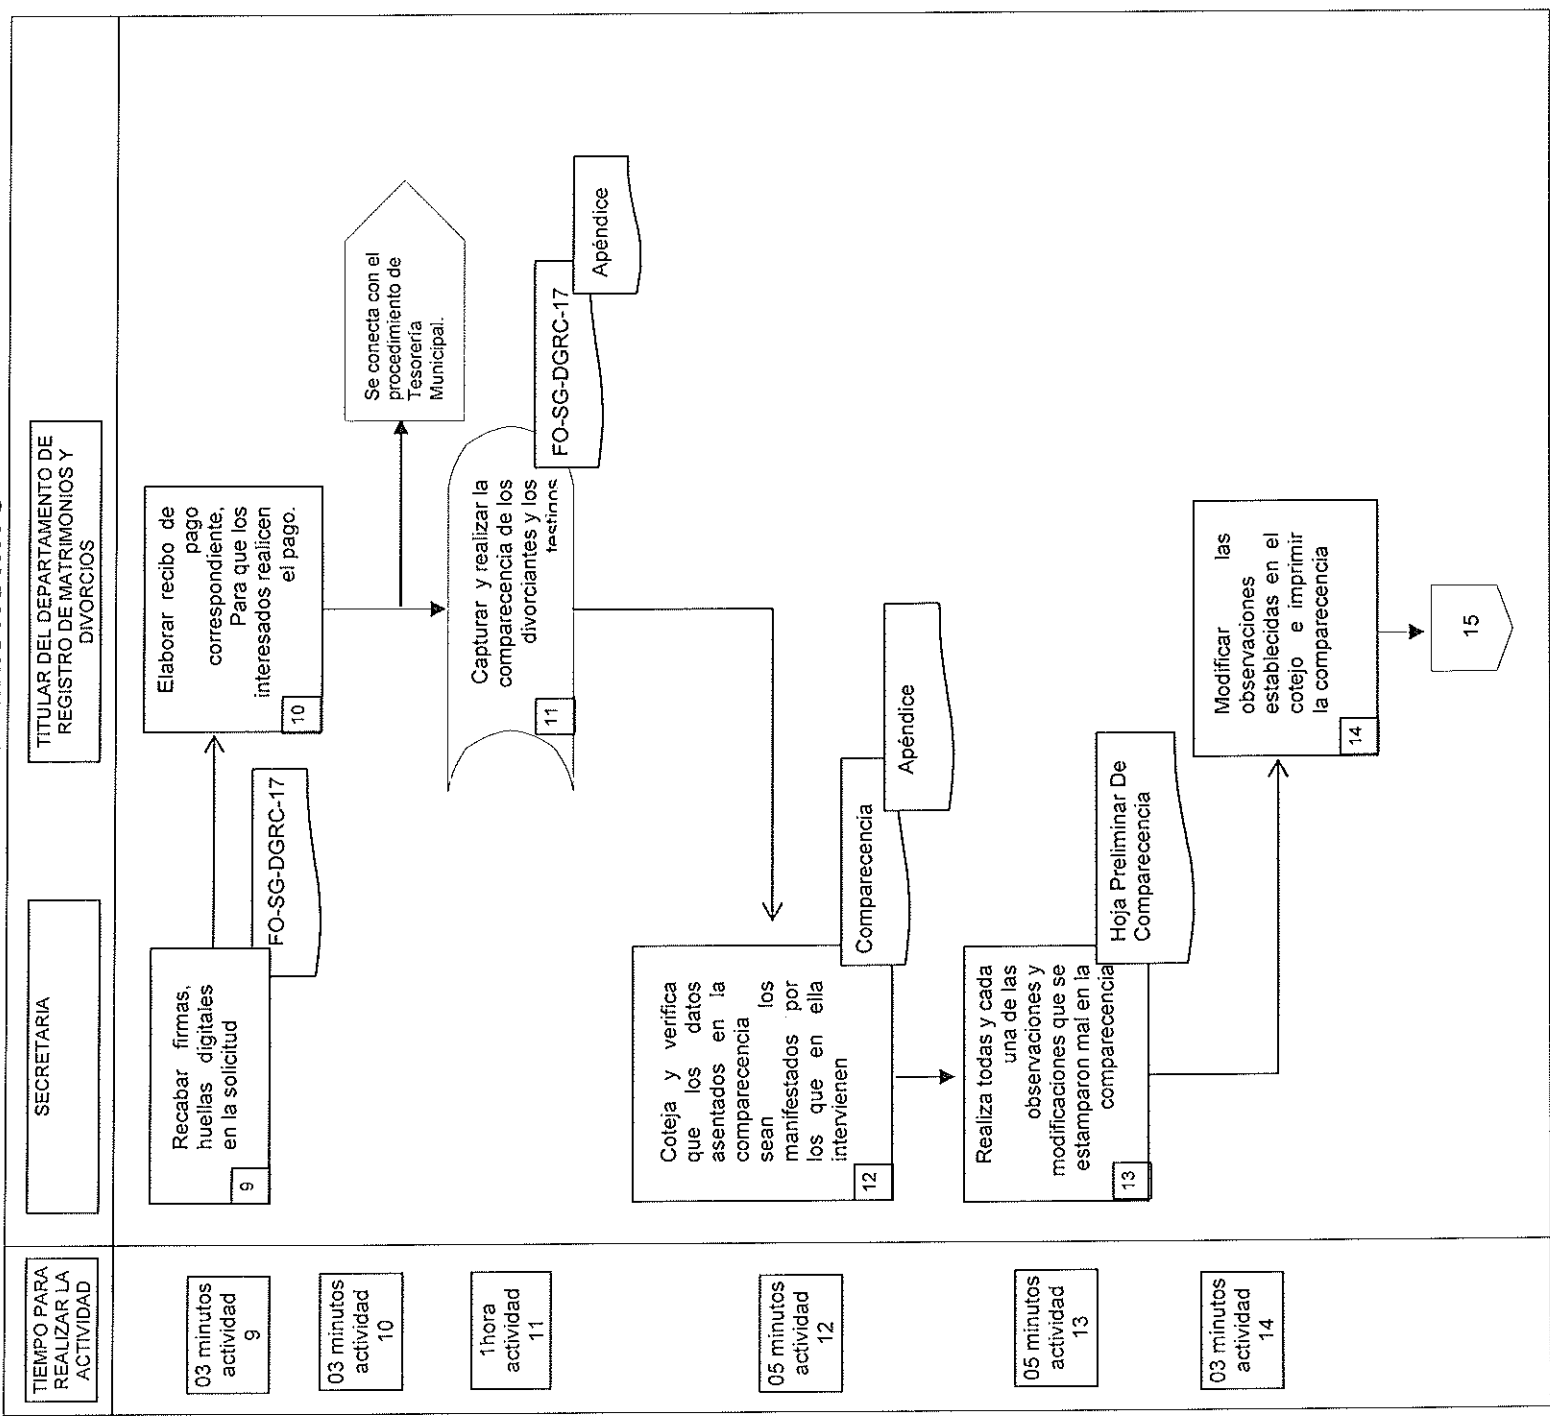 TIEMPO PARA
REALIZAR LA
ACTIVIDAD
SECRETARIA
TITULAR DEL DEPARTAMENTO DE
REGISTRO DE MATRIMONIOS Y
DIVORCIOS
03 minutos
actividad
9
Recabar firmas,
huellas digitales
en la solicitud
9
FO-SG-DGRC-17
Elaborar recibo de
pago
correspondiente,
Para que los
interesados realicen
el pago.
10
03 minutos
actividad
10
Se conecta con el
procedimiento de
Tesorería
Municipal.
1hora
actividad
11
Capturar y realizar la
comparecencia de los
divorciantes y los
testigos
11
FO-SG-DGRC-17
Apéndice
05 minutos
actividad
12
Coteja y verifica
que los datos
asentados en la
comparecencia
sean los
manifestados por
los que en ella
intervienen
12
Comparecencia
Apéndice
05 minutos
actividad
13
Realiza todas y cada
una de las
observaciones y
modificaciones que se
estamparon mal en la
comparecencia
13
Hoja Preliminar De
Comparecencia
03 minutos
actividad
14
Modificar las
observaciones
establecidas en el
cotejo e imprimir
la comparecencia
14
15